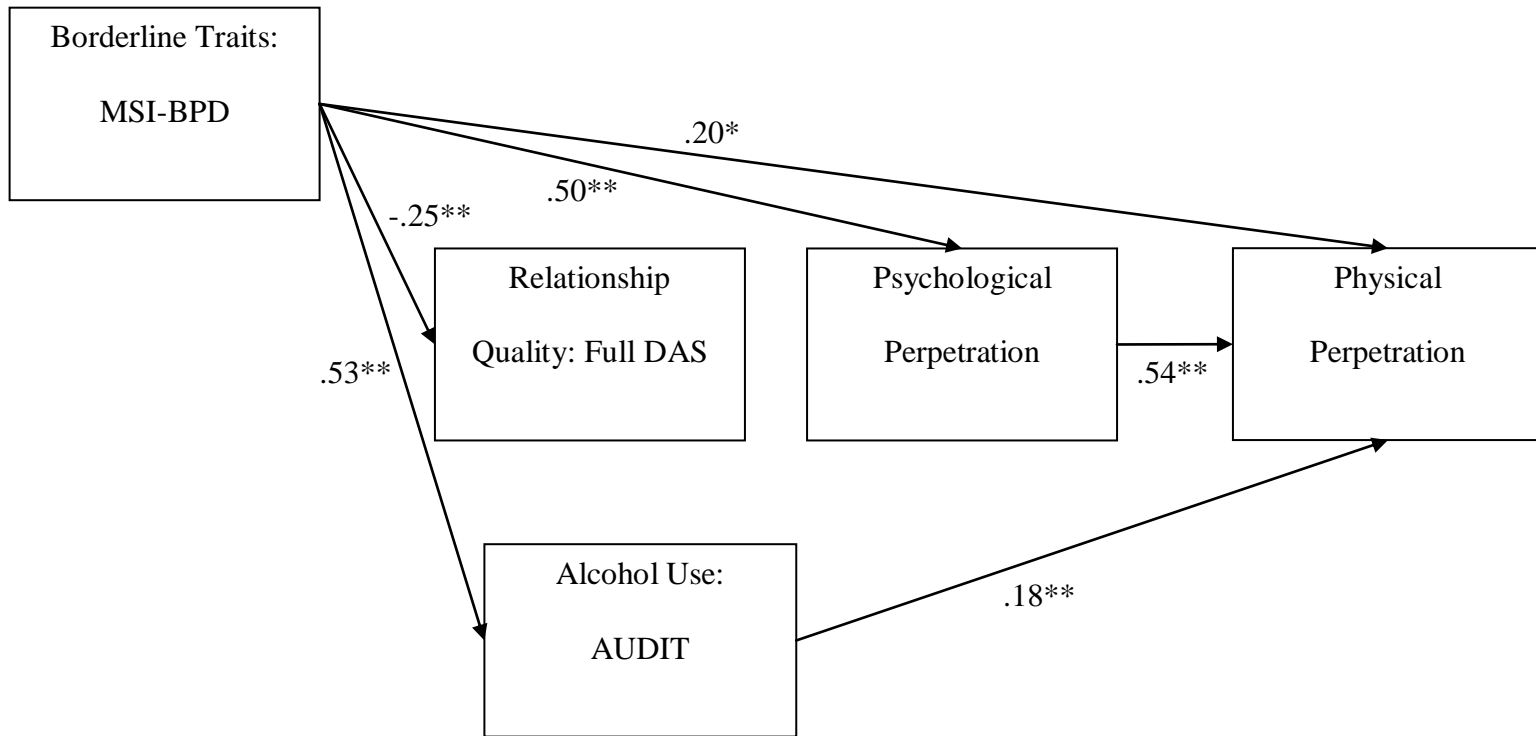 Borderline Traits:
MSI-BPD
.20*
.50**
-.25**
.53**
Relationship
Quality: Full DAS
Psychological
Perpetration
.54**
Physical
Perpetration
Alcohol Use:
AUDIT
.18**